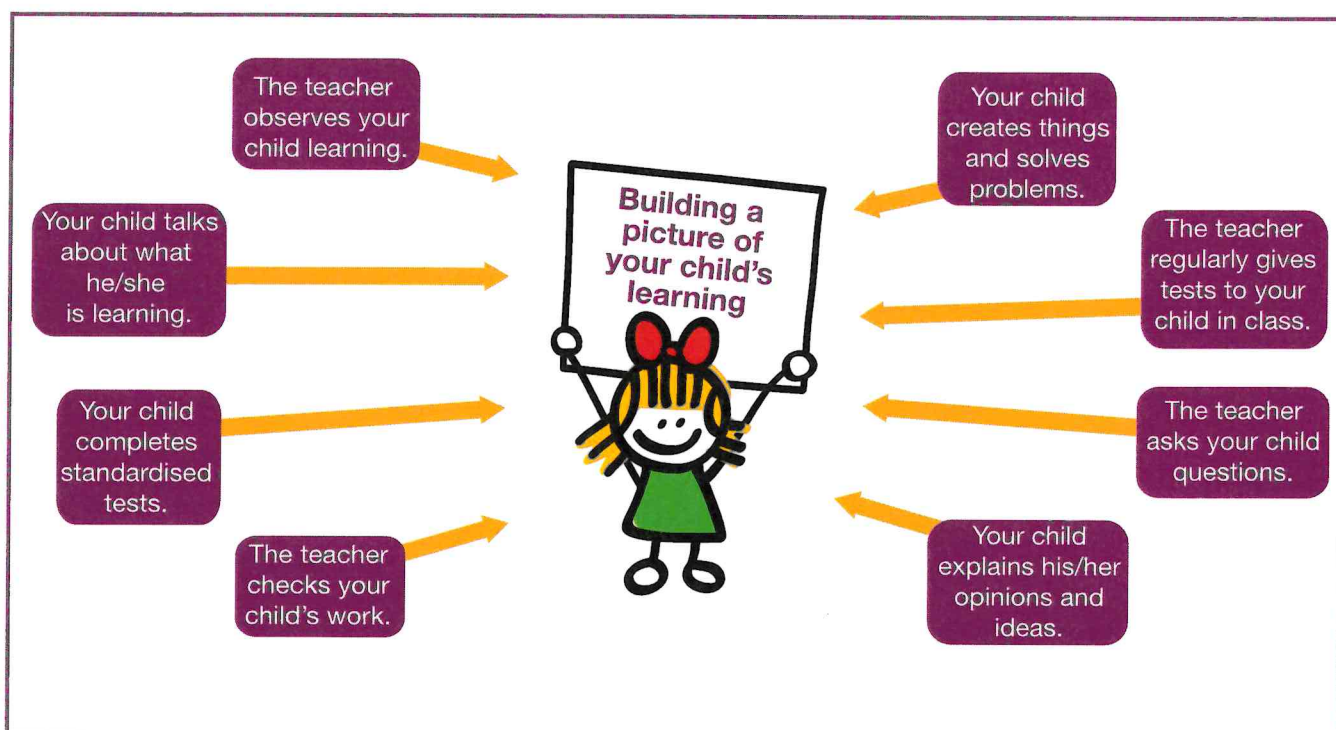 Building a
picture of
your child's
learning
The teacher
observes your
child learning.
Your child talks
about what
he/she
is learning.
Your child
completes
standardised
tests.
The teacher
checks your
child's work.
Your child
creates things
and solves
problems.
The teacher
regularly gives
tests to your
child in class.
The teacher
asks your child
questions.
Your child
explains his/her
opinions and
ideas.